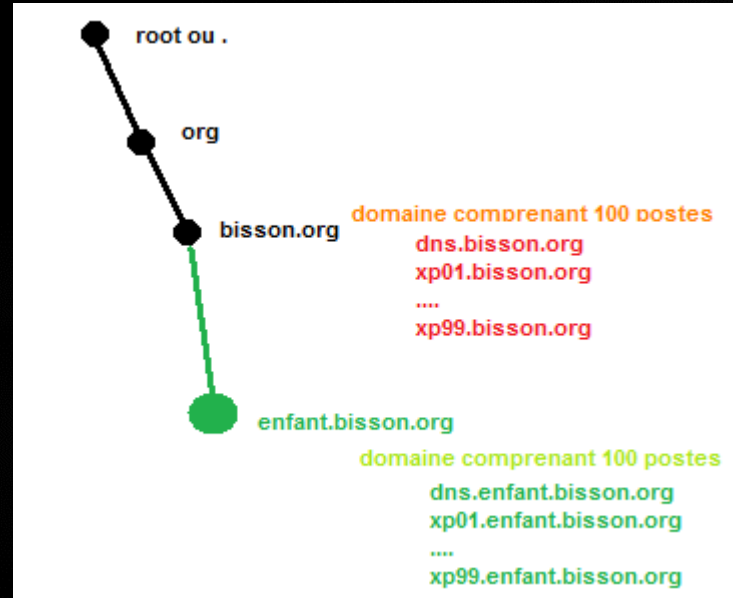 root ou .
org
bisson.org
domaine comprenant 100 postes
dns.bisson.org
xp01.bisson.org
....
xp99.bisson.org
enfant.bisson.org
domaine comprenant 100 postes
dns.enfant.bisson.org
xp01.enfant.bisson.org
....
xp99.enfant.bisson.org